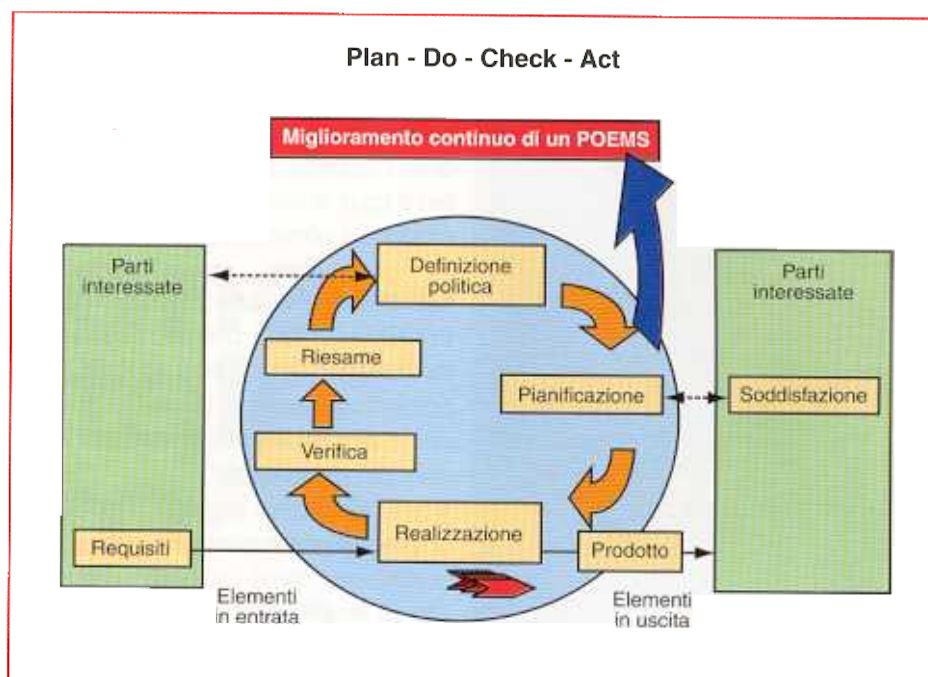 Plan - Do - Check - Act
Miglioramento continuo di un POEMS
Parti
interessate
Definizione
politica
Parti
interessate
Riesame
Pianificazione
Soddisfazione
Verifica
Realizzazione
Requisiti
Prodotto
Elementi
in entrata
Elementi
in uscita